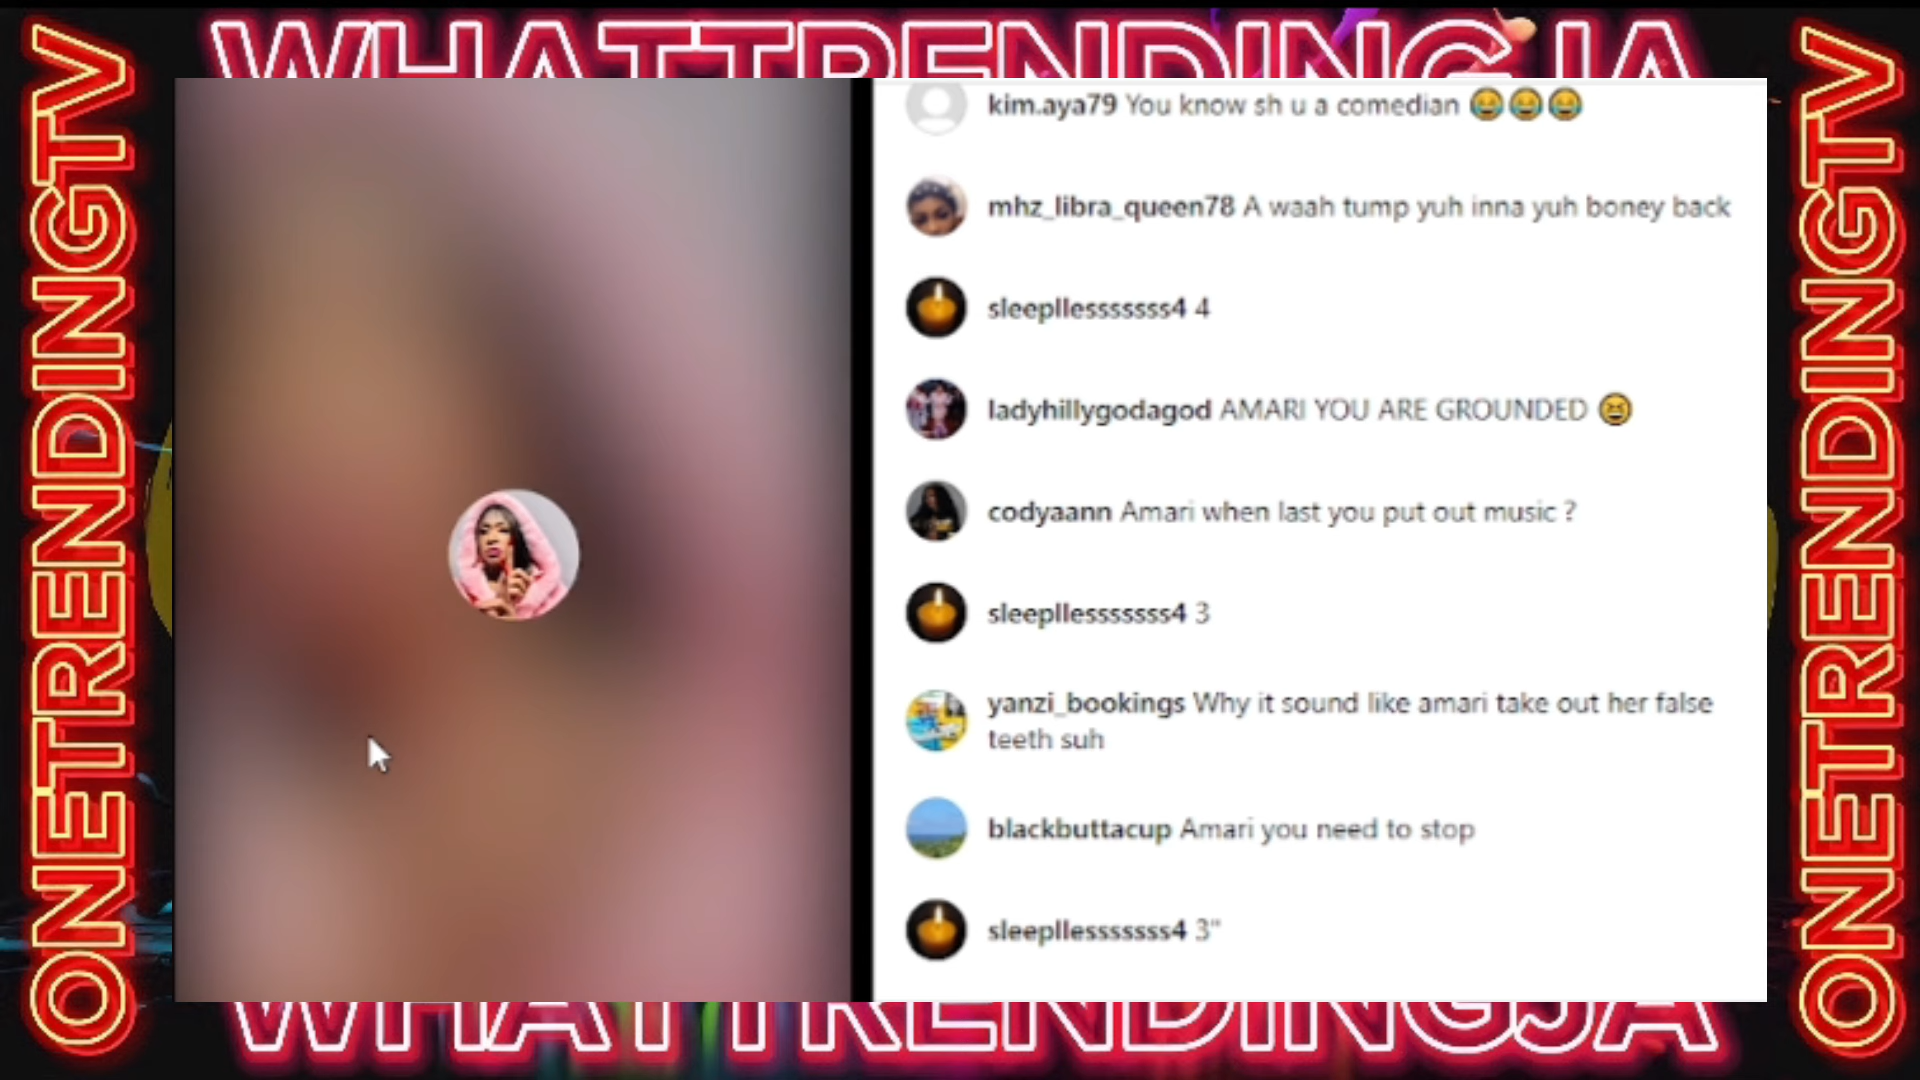 WHATTRENDINGJA
ONETRENDINGTV
kim.aya79 You know sh u a comedian 😂😂😂
mhz_libra_queen78 A waah tump yuh inna yuh boney back
sleepllesssssss4 4
ladyhillygodagod AMARI YOU ARE GROUNDED 😆
codyaann Amari when last you put out music ?
sleepllesssssss4 3
yanzi_bookings Why it sound like amari take out her false
teeth suh
blackbuttacup Amari you need to stop
sleepllesssssss4 3"
ONETRENDINGTV
WHATTRENDINGJA